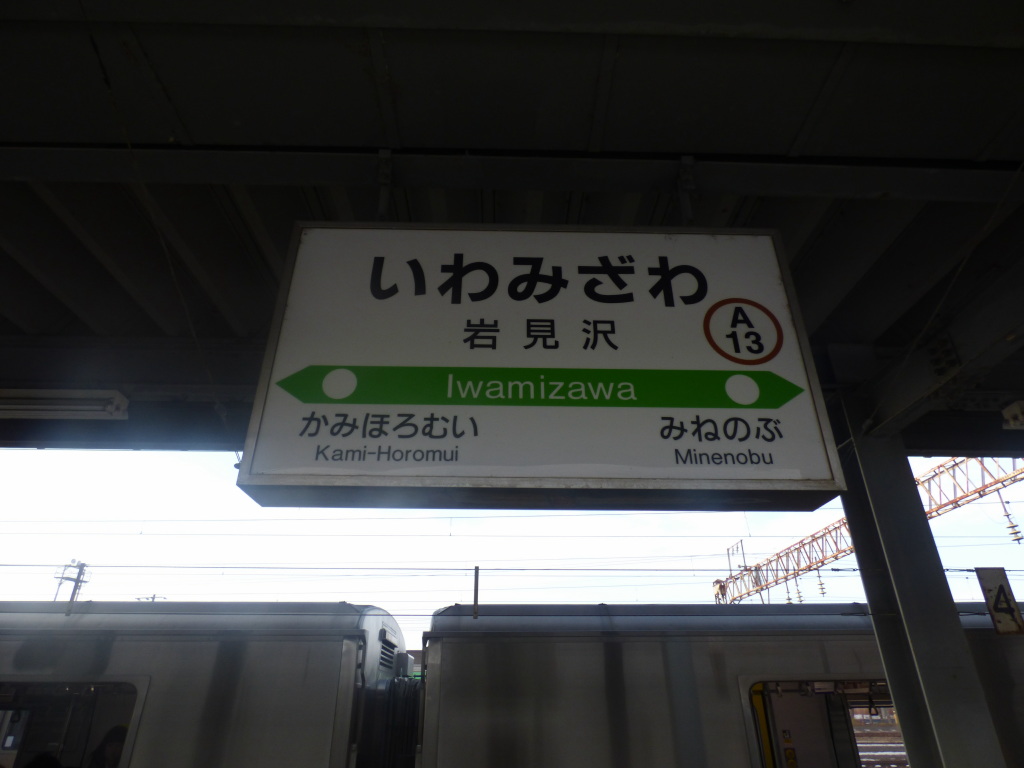 いわみざわ
岩見沢
A
13
Iwamizawa
かみほろむい
みねのぶ
Kami-Horomui
Minenobu
4